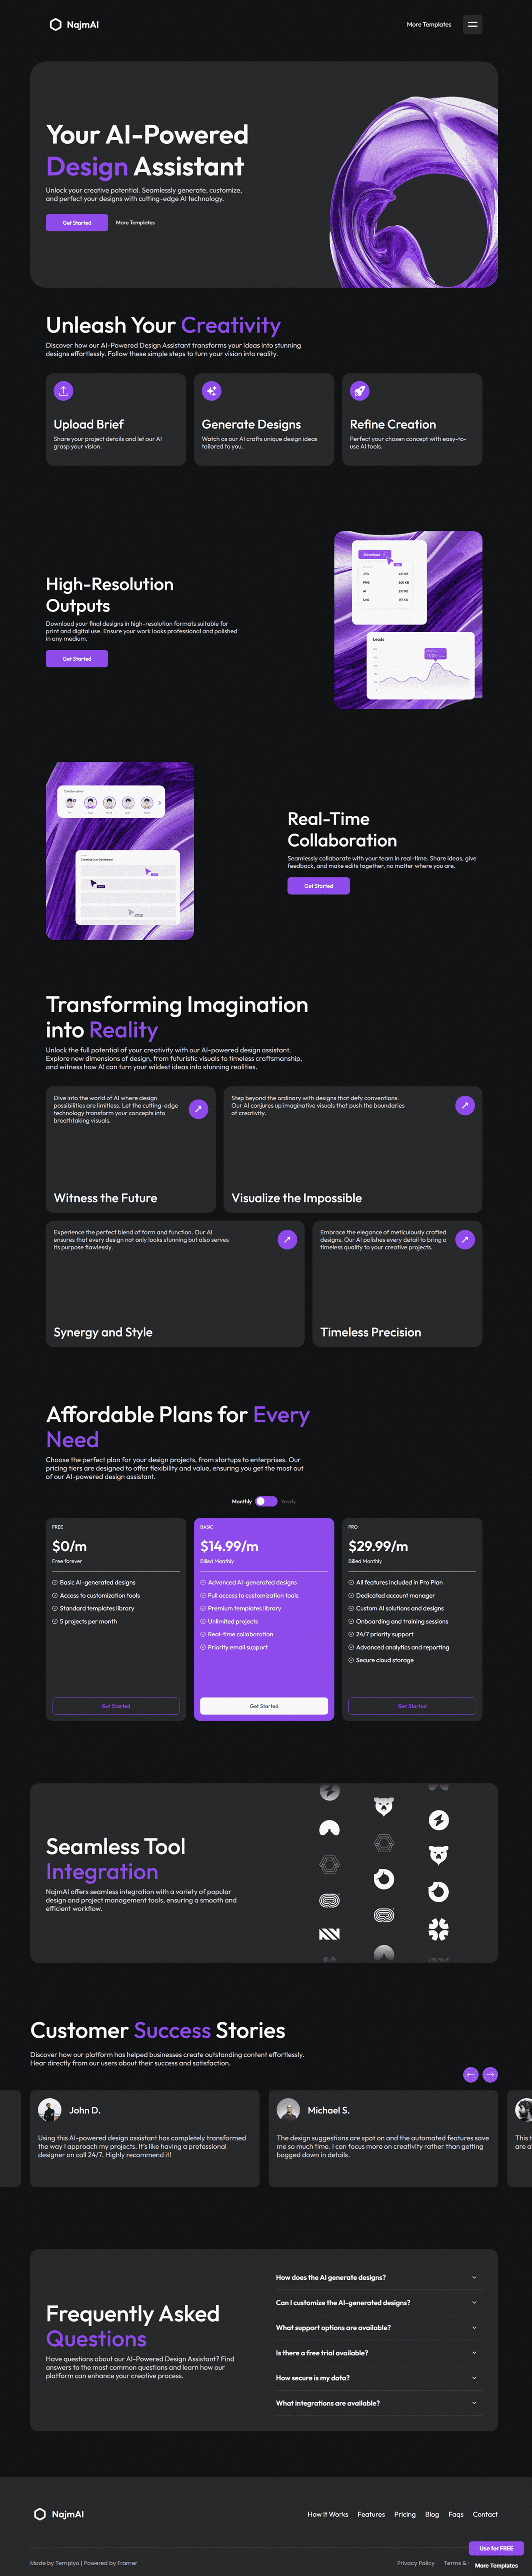 NajmAI
More Templates
Your AI-Powered
Design Assistant
Unlock your creative potential. Seamlessly generate, customize,
and perfect your designs with cutting-edge AI technology.
Get Started
More Templates
Unleash Your Creativity
Discover how our AI-Powered Design Assistant transforms your ideas into stunning
designs effortlessly. Follow these simple steps to turn your vision into reality.
Upload Brief
Share your project details and let our AI
grasp your vision.
Generate Designs
Watch as our AI crafts unique design ideas
tailored to you.
Refine Creation
Perfect your chosen concept with easy-to-
use AI tools.
High-Resolution
Outputs
Download your final designs in high-resolution formats suitable for
print and digital use. Ensure your work looks professional and polished
in any medium.
Get Started
Download
JPG
PNG
AI
SVG
Leads
Collaboration
Real-Time
Collaboration
Seamlessly collaborate with your team in real-time. Share ideas, give
feedback, and make edits together, no matter where you are.
Get Started
Transforming Imagination
into Reality
Unlock the full potential of your creativity with our AI-powered design assistant.
Explore new dimensions of design, from futuristic visuals to timeless craftsmanship,
and witness how AI can turn your wildest ideas into stunning realities.
Dive into the world of AI where design
possibilities are limitless. Let the cutting-edge
technology transform your concepts into
breathtaking visuals.
Witness the Future
Step beyond the ordinary with designs that defy conventions.
Our AI conjures up imaginative visuals that push the boundaries
of creativity.
Visualize the Impossible
Experience the perfect blend of form and function. Our AI
ensures that every design not only looks stunning but also serves
its purpose flawlessly.
Synergy and Style
Embrace the elegance of meticulously crafted
designs. Our AI polishes every detail to bring a
timeless quality to your creative projects.
Timeless Precision
Affordable Plans for Every
Need
Choose the perfect plan for your design projects, from startups to enterprises. Our
pricing tiers are designed to offer flexibility and value, ensuring you get the most out
of our AI-powered design assistant.
Monthly
Yearly
FREE
$0/m
Free forever
Basic AI-generated designs
Access to customization tools
Standard templates library
5 projects per month
Get Started
BASIC
$14.99/m
Billed Monthly
Advanced AI-generated designs
Full access to customization tools
Premium templates library
Unlimited projects
Real-time collaboration
Priority email support
Get Started
PRO
$29.99/m
Billed Monthly
All features included in Pro Plan
Dedicated account manager
Custom AI solutions and designs
Onboarding and training sessions
24/7 priority support
Advanced analytics and reporting
Secure cloud storage
Get Started
Seamless Tool
Integration
NajmAI offers seamless integration with a variety of popular
design and project management tools, ensuring a smooth and
efficient workflow.
Customer Success Stories
Discover how our platform has helped businesses create outstanding content effortlessly.
Hear directly from our users about their success and satisfaction.
John D.
Using this AI-powered design assistant has completely transformed
the way I approach my projects. It's like having a professional
designer on call 24/7. Highly recommend it!
Michael S.
The design suggestions are spot on and the automated features save
me so much time. I can focus more on creativity rather than getting
bogged down in details.
This t
are a
Frequently Asked
Questions
Have questions about our AI-Powered Design Assistant? Find
answers to the most common questions and learn how our
platform can enhance your creative process.
How does the AI generate designs?
Can I customize the AI-generated designs?
What support options are available?
Is there a free trial available?
How secure is my data?
What integrations are available?
NajmAI
How it Works
Features
Pricing
Blog
Faqs
Contact
Made by Templyo | Powered by Framer
Privacy Policy
Terms &
Use for FREE
More Templates